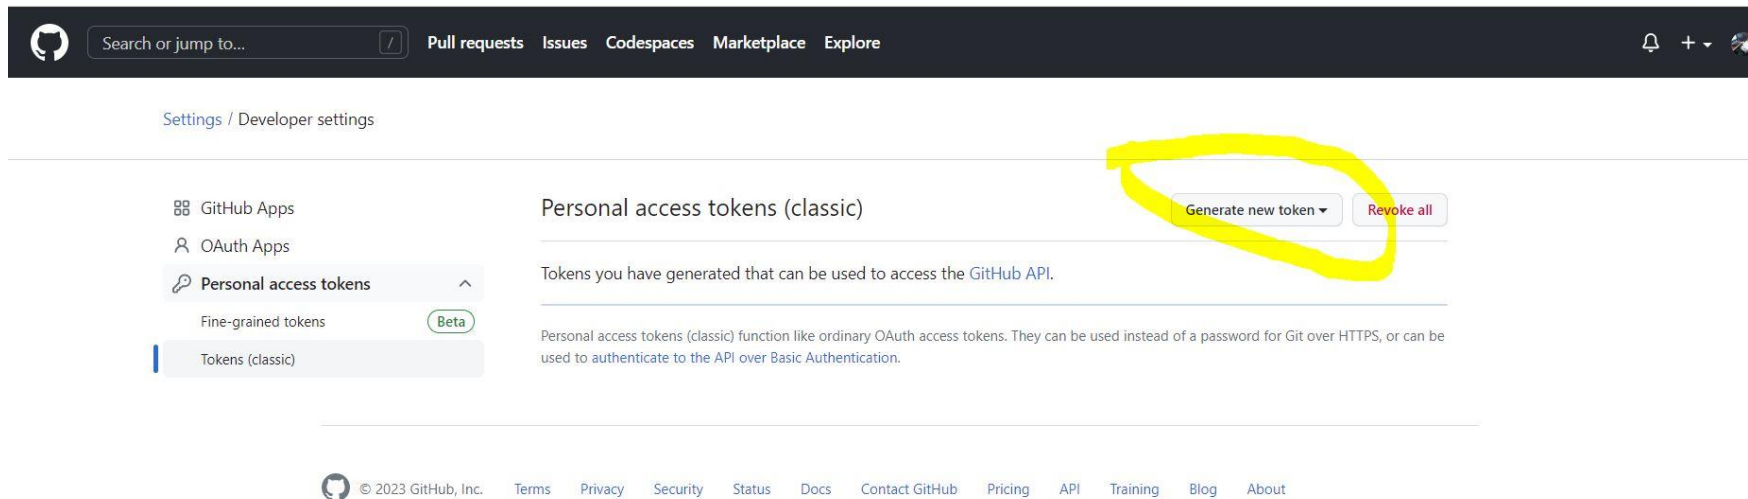 Search or jump to... / Pull requests Issues Codespaces Marketplace Explore
Settings / Developer settings
GitHub Apps
OAuth Apps
Personal access tokens
Fine-grained tokens Beta
Tokens (classic)
Personal access tokens (classic) Generate new token Revoke all
Tokens you have generated that can be used to access the GitHub API.
Personal access tokens (classic) function like ordinary OAuth access tokens. They can be used instead of a password for Git over HTTPS, or can be
used to authenticate to the API over Basic Authentication.
© 2023 GitHub, Inc. Terms Privacy Security Status Docs Contact GitHub Pricing API Training Blog About